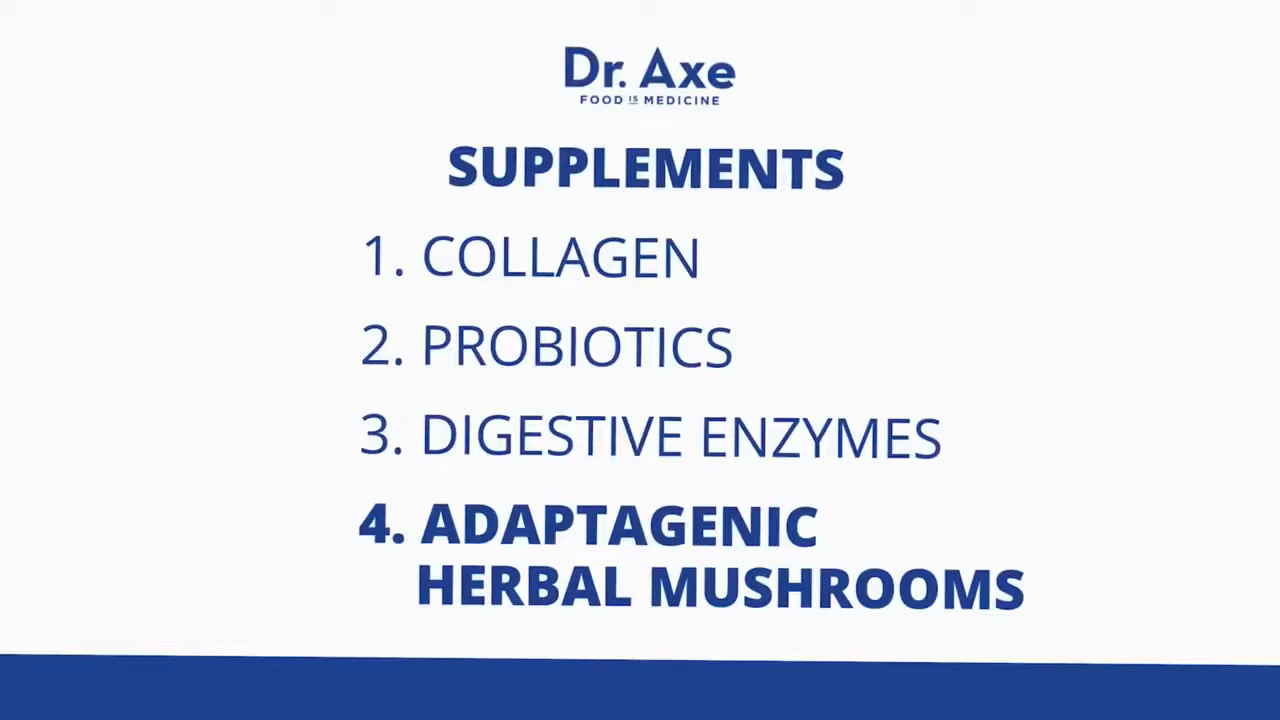 Dr. Axe
FOOD IS MEDICINE
SUPPLEMENTS
1. COLLAGEN
2. PROBIOTICS
3. DIGESTIVE ENZYMES
4. ADAPTAGENIC
HERBAL MUSHROOMS